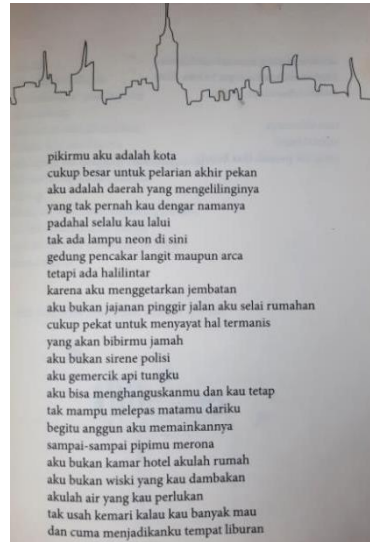 pikirmu aku adalah kota
cukup besar untuk pelarian akhir pekan
aku adalah daerah yang mengelilinginya
yang tak pernah kau dengar namanya
padahal selalu kau lalui
tak ada lampu neon di sini
gedung pencakar langit maupun arca
tetapi ada halilintar
karena aku menggetarkan jembatan
aku bukan jajanan pinggir jalan aku selai rumahan
cukup pekat untuk menyayat hal termanis
yang akan bibirmu jamah
aku bukan sirene polisi
aku gemercik api tungku
aku bisa menghanguskanmu dan kau tetap
tak mampu melepas matamu dariku
begitu anggun aku memainkannya
sampai-sampai pipimu merona
aku bukan kamar hotel akulah rumah
aku bukan wiski yang kau dambakan
akulah air yang kau perlukan
tak usah kemari kalau kau banyak mau
dan cuma menjadikanku tempat liburan